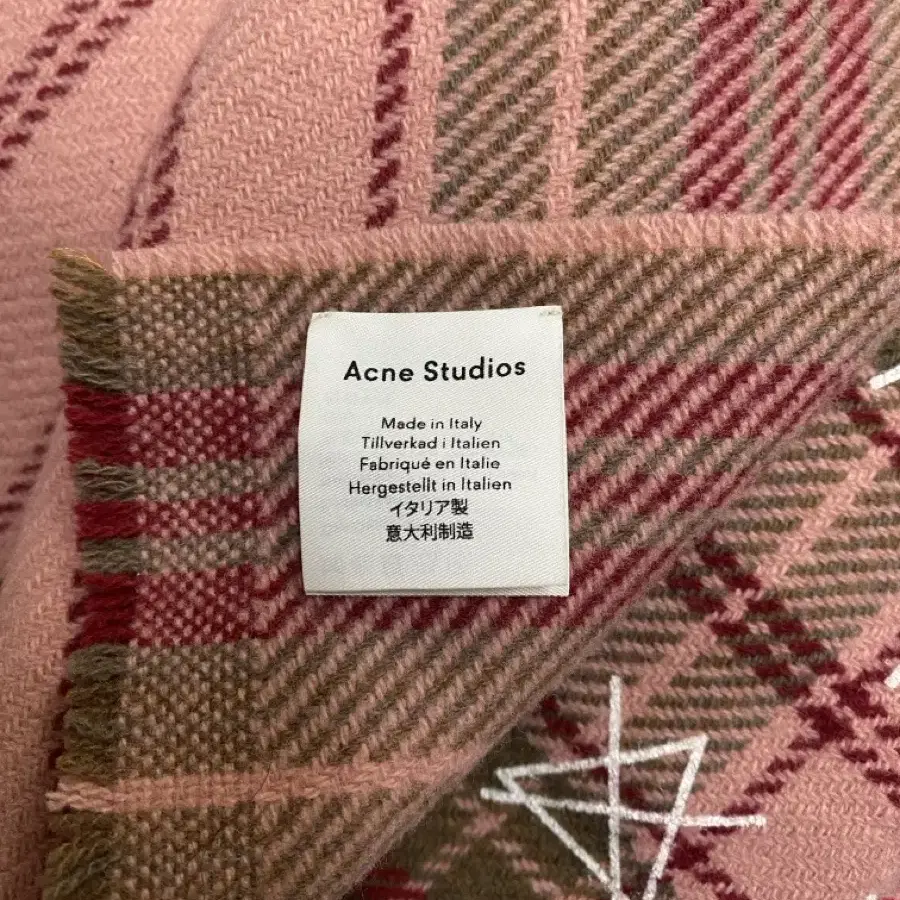 Acne Studios
Made in Italy
Tillverkad i Italien
Fabriqué en Italie
Hergestellt in Italien
イタリア製
意大利制造